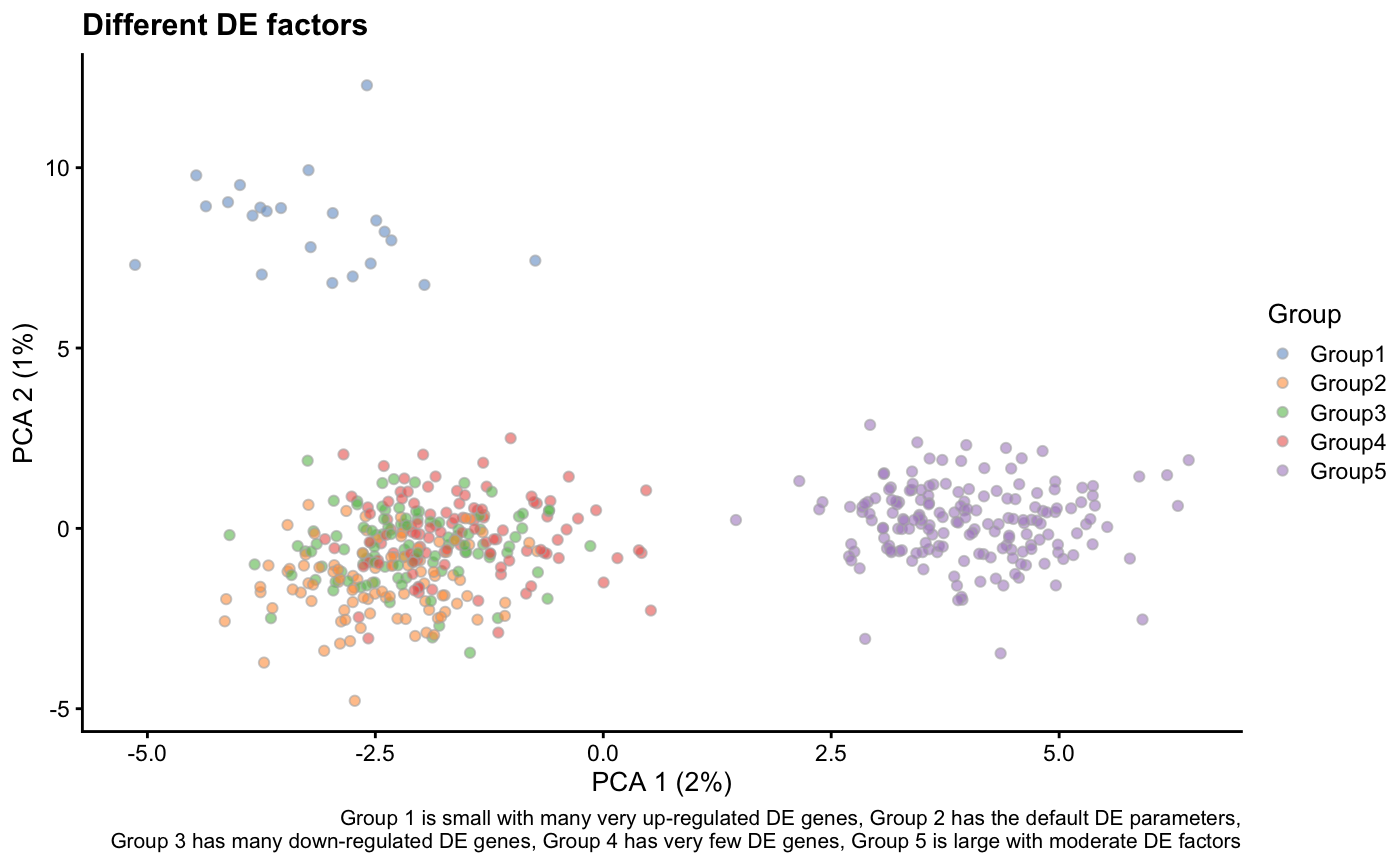 Different DE factors
10
5
0
-5
PCA 2 (1%)
-5.0 -2.5 0.0 2.5 5.0
PCA 1 (2%)
Group
Group1
Group2
Group3
Group4
Group5
Group 1 is small with many very up-regulated DE genes, Group 2 has the default DE parameters,
Group 3 has many down-regulated DE genes, Group 4 has very few DE genes, Group 5 is large with moderate DE factors